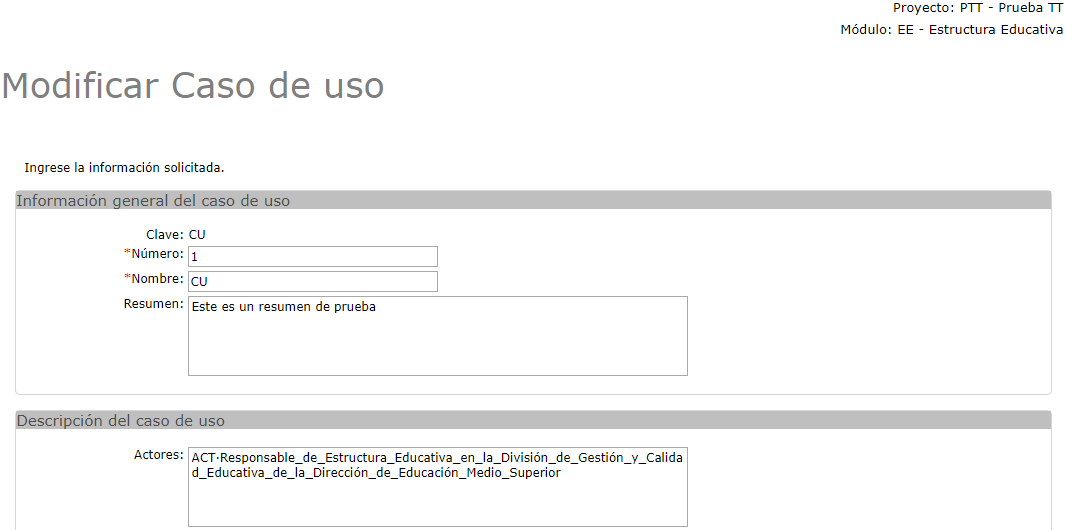 Proyecto: PTT - Prueba TT
Módulo: EE - Estructura Educativa
Modificar Caso de uso
Ingrese la información solicitada.
Información general del caso de uso
Clave: CU
*Número: 1
*Nombre: CU
Resumen: Este es un resumen de prueba
Descripción del caso de uso
Actores: ACT·Responsable_de_Estructura_Educativa_en_la_División_de_Gestión_y_Calida
d_Educativa_de_la_Dirección_de_Educación_Medio_Superior